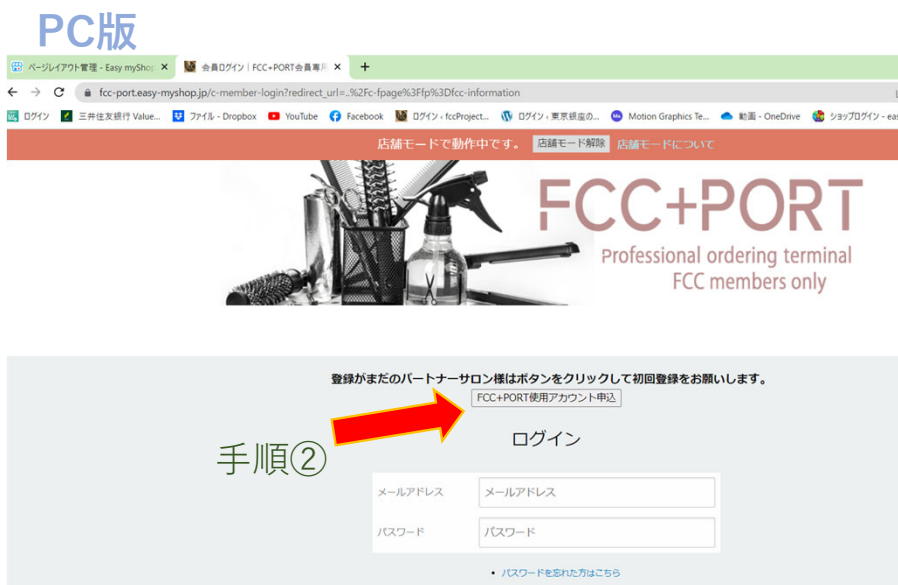 PC版
ページレイアウト管理 - Easy myShop
会員ログイン｜FCC+PORT会員専用
fcc-port.easy-myshop.jp/c-member-login?redirect_url=..%2Fc-fpage%3Ffp%3Dfcc-information
ログイン 三井住友銀行 Value... ファイル - Dropbox YouTube Facebook ログイン ‹ fccProject... ログイン ‹ 東京銀座の... Motion Graphics Te... 動画 - OneDrive ショップログイン - eas
店舗モードで動作中です。 店舗モード解除 店舗モードについて
FCC+PORT
Professional ordering terminal
FCC members only
登録がまだのパートナーサロン様はボタンをクリックして初回登録をお願いします。
FCC+PORT使用アカウント申込
ログイン
手順②
メールアドレス メールアドレス
パスワード パスワード
• パスワードを忘れた方はこちら